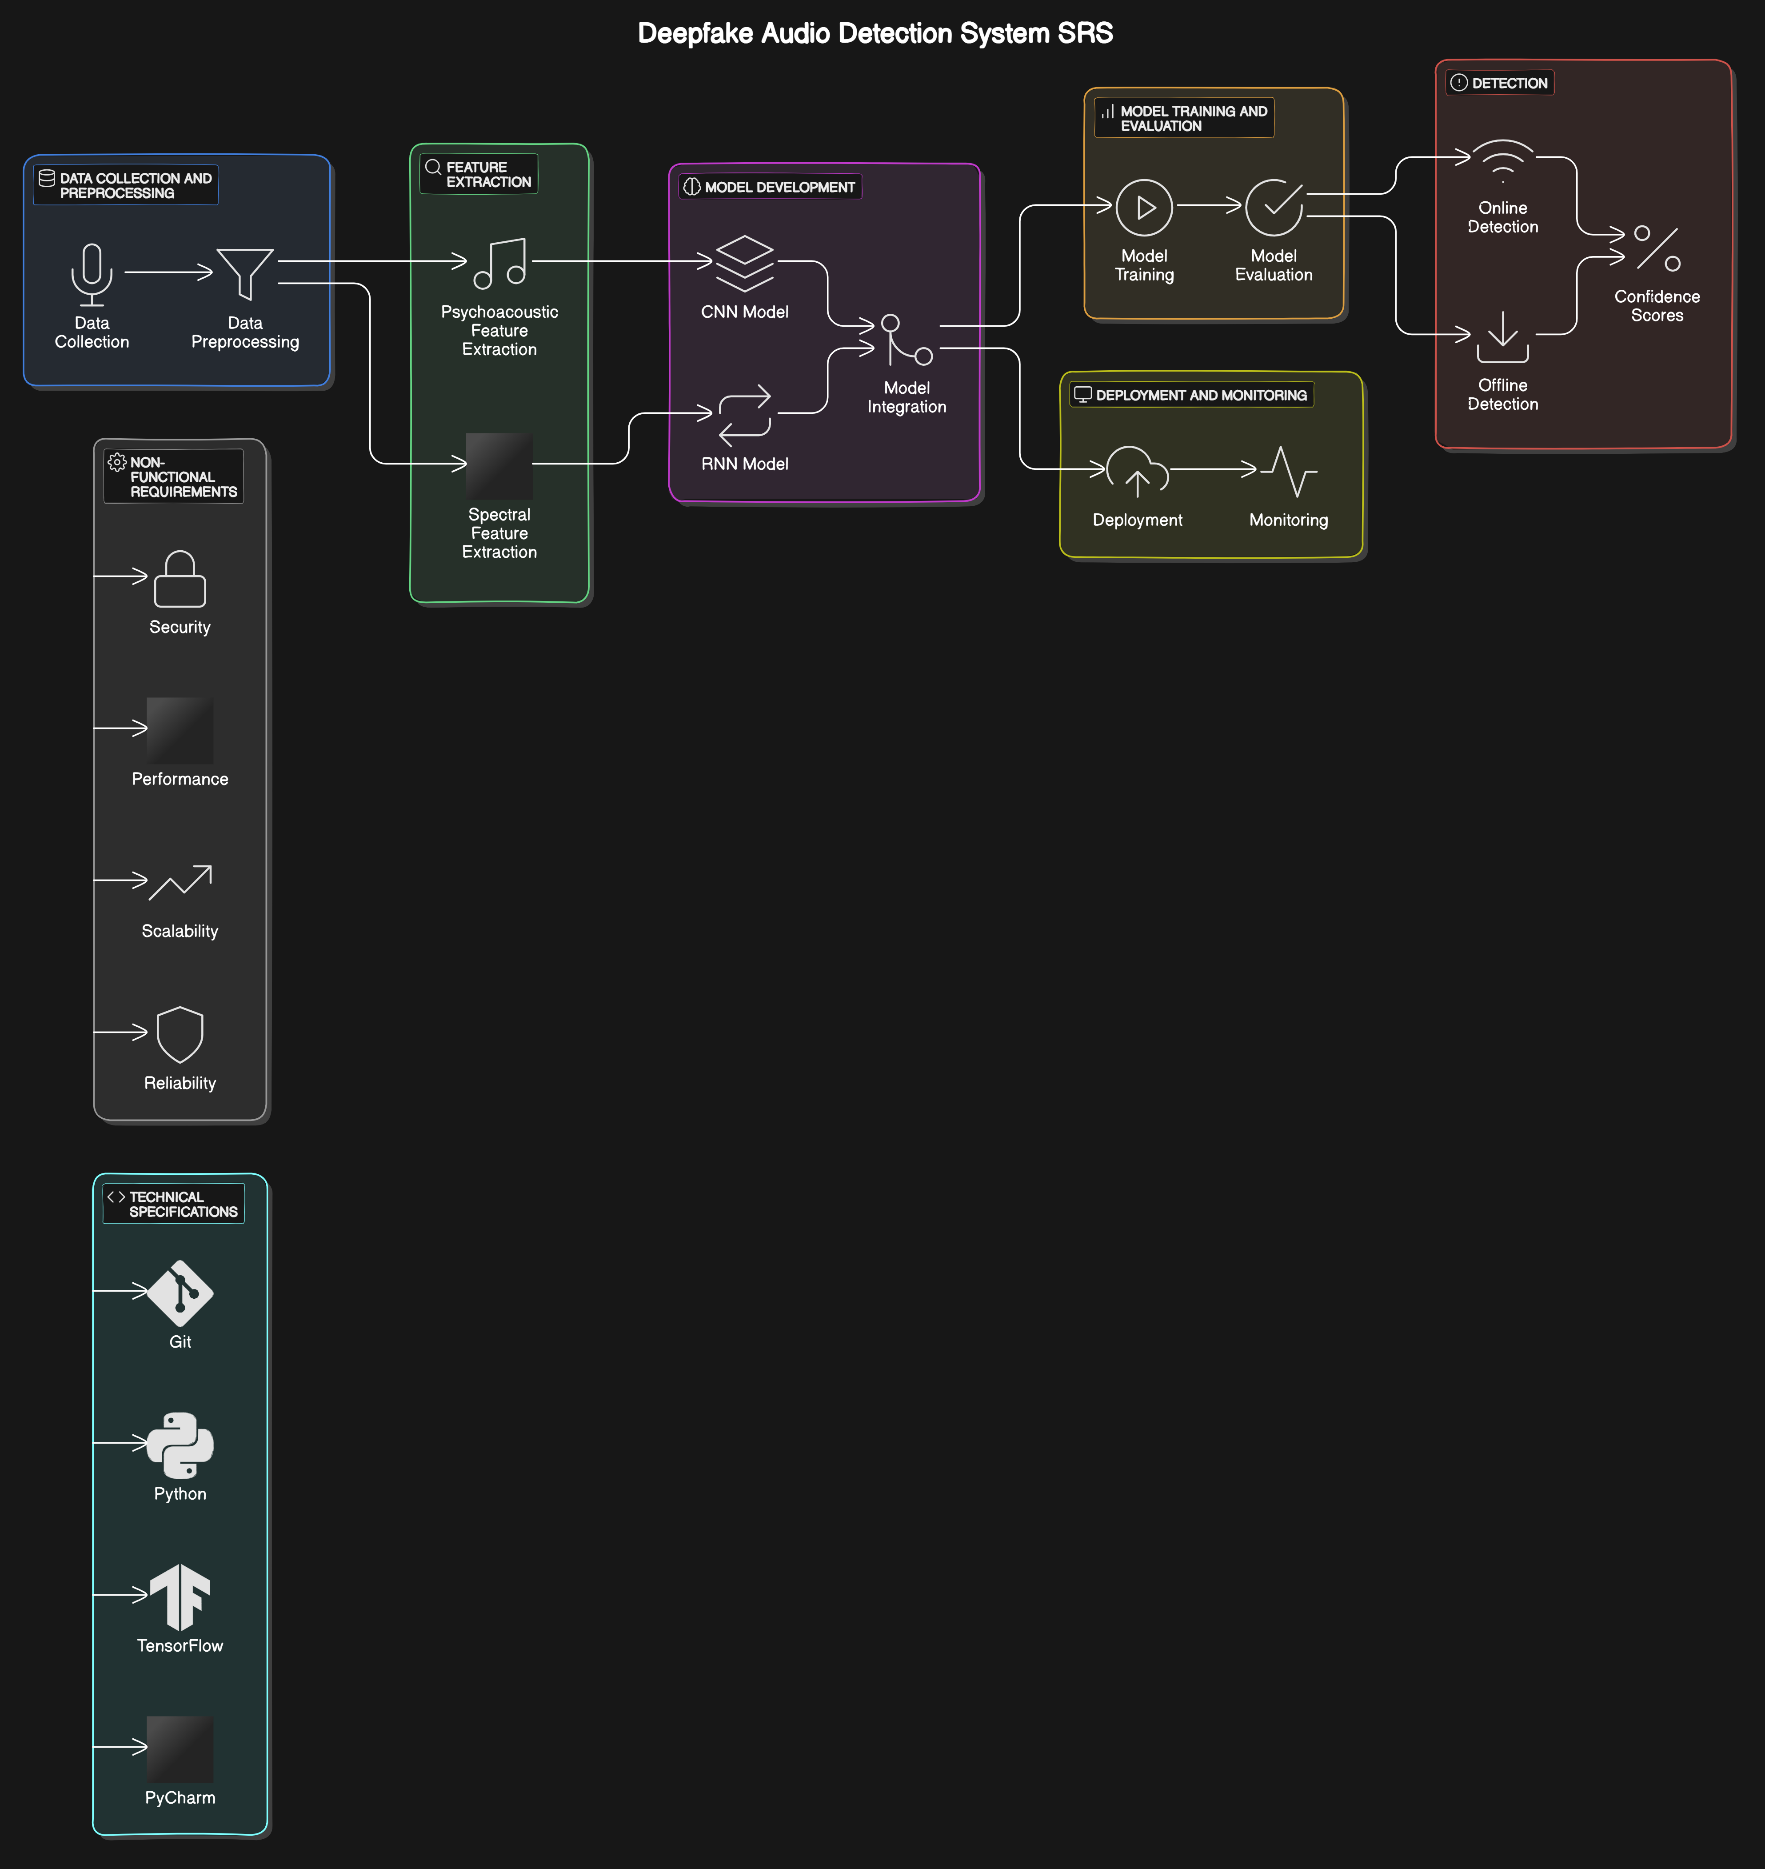 Deepfake Audio Detection System SRS
DATA COLLECTION AND
PREPROCESSING
Data
Collection
Data
Preprocessing
FEATURE
EXTRACTION
Psychoacoustic
Feature
Extraction
Spectral
Feature
Extraction
MODEL DEVELOPMENT
CNN Model
RNN Model
Model
Integration
MODEL TRAINING AND
EVALUATION
Model
Training
Model
Evaluation
DEPLOYMENT AND MONITORING
Deployment
Monitoring
DETECTION
Online
Detection
Offline
Detection
Confidence
Scores
NON-
FUNCTIONAL
REQUIREMENTS
Security
Performance
Scalability
Reliability
TECHNICAL
SPECIFICATIONS
Git
Python
TensorFlow
PyCharm